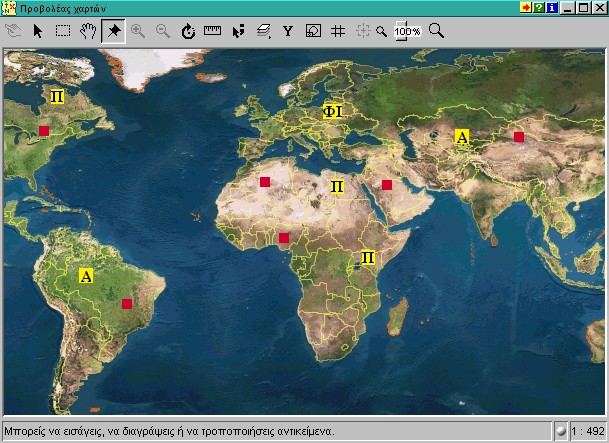 Προβολέας χαρτών
Υ
100%
Π
ΦΙ
Α
Π
Π
Α
Μπορείς να εισάγεις, να διαγράψεις ή να τροποποιήσεις αντικείμενα.
1 : 492